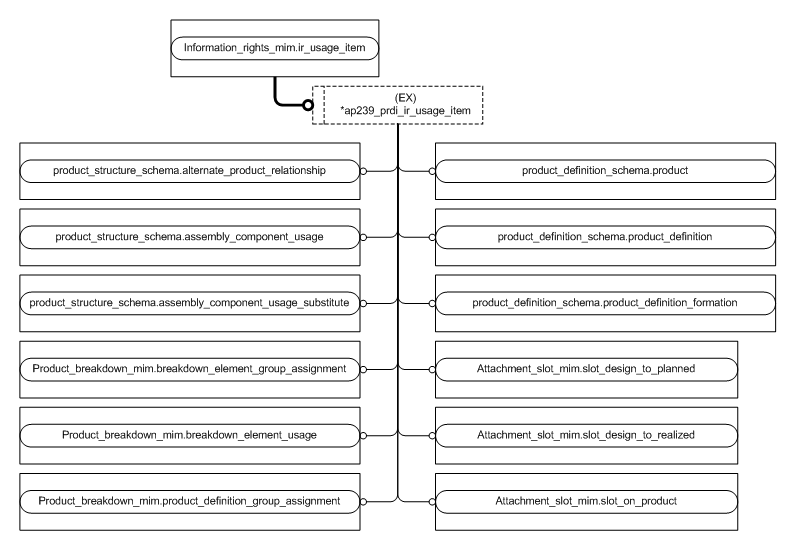 Information_rights_mim.ir_usage_item
(EX)
*ap239_prdi_ir_usage_item
product_structure_schema.alternate_product_relationship
product_definition_schema.product
product_structure_schema.assembly_component_usage
product_definition_schema.product_definition
product_structure_schema.assembly_component_usage_substitute
product_definition_schema.product_definition_formation
Product_breakdown_mim.breakdown_element_group_assignment
Attachment_slot_mim.slot_design_to_planned
Product_breakdown_mim.breakdown_element_usage
Attachment_slot_mim.slot_design_to_realized
Product_breakdown_mim.product_definition_group_assignment
Attachment_slot_mim.slot_on_product